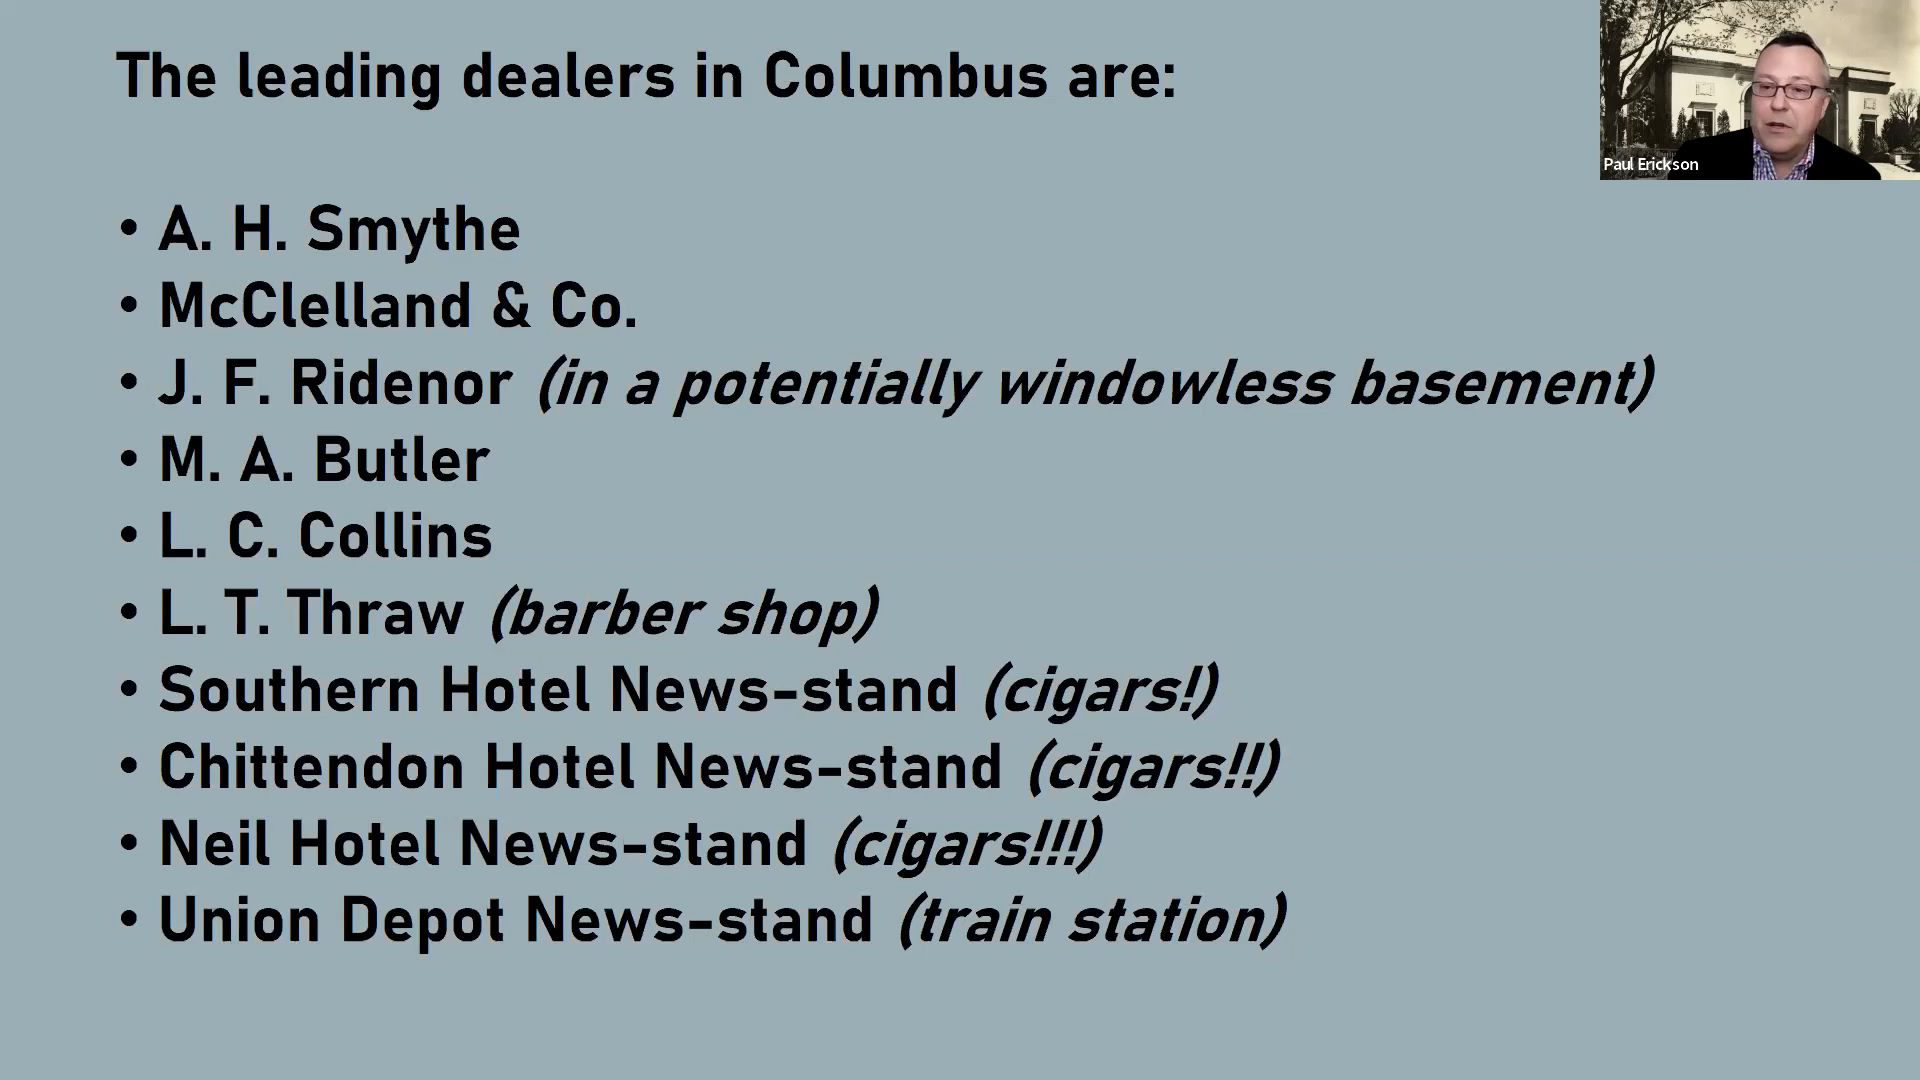 The leading dealers in Columbus are:
Paul Erickson
• A. H. Smythe
• McClelland & Co.
• J. F. Ridenor (in a potentially windowless basement)
• M. A. Butler
• L. C. Collins
• L. T. Thraw (barber shop)
• Southern Hotel News-stand (cigars!)
• Chittendon Hotel News-stand (cigars!!)
• Neil Hotel News-stand (cigars!!!)
• Union Depot News-stand (train station)